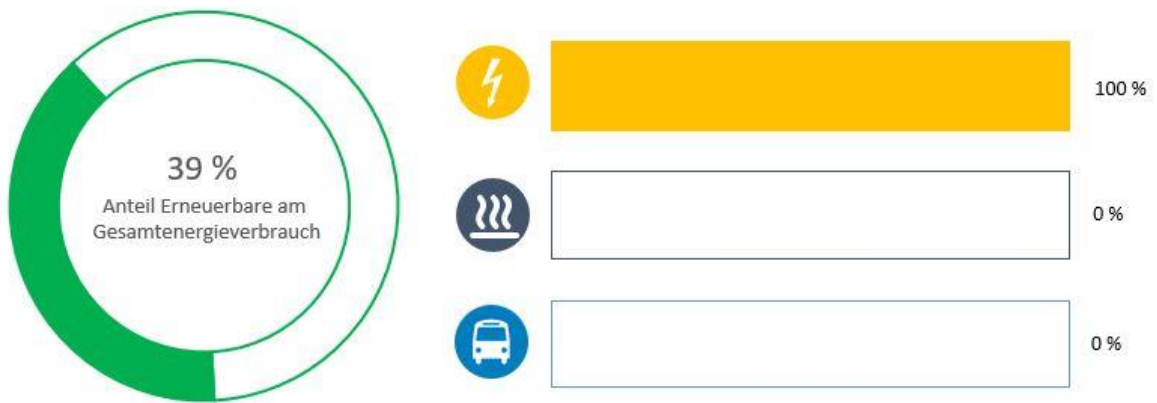 39 %
Anteil Erneuerbare am
Gesamtenergieverbrauch
100 %
0 %
0 %